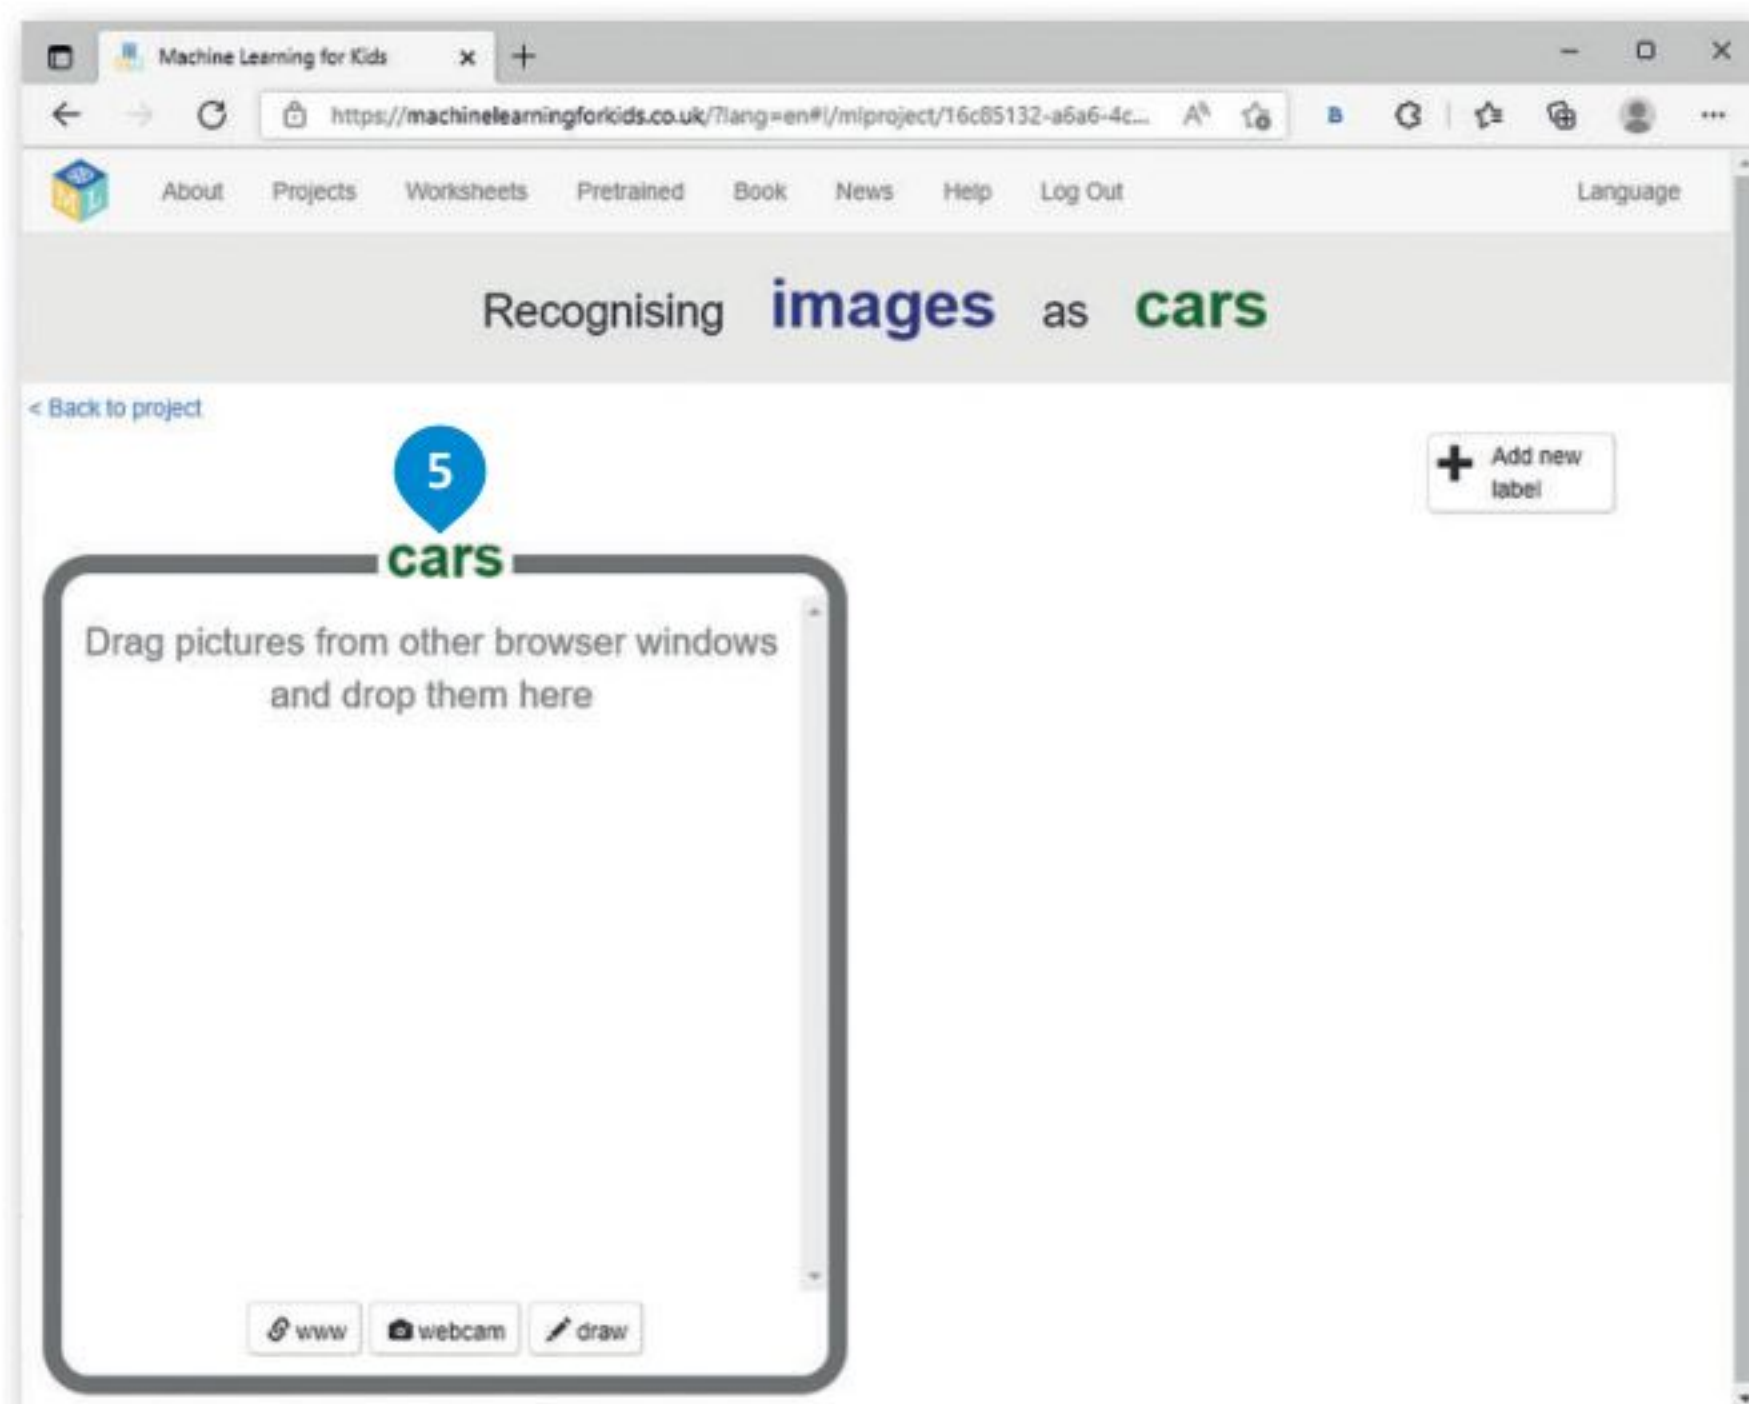 Machine Learning for Kids
https://machinelearningforkids.co.uk/?lang=en#!/mlproject/16c85132-a6a6-4c...
About Projects Worksheets Pretrained Book News Help Log Out Language
Recognising images as cars
< Back to project
Add new
label
5
cars
Drag pictures from other browser windows
and drop them here
www webcam draw